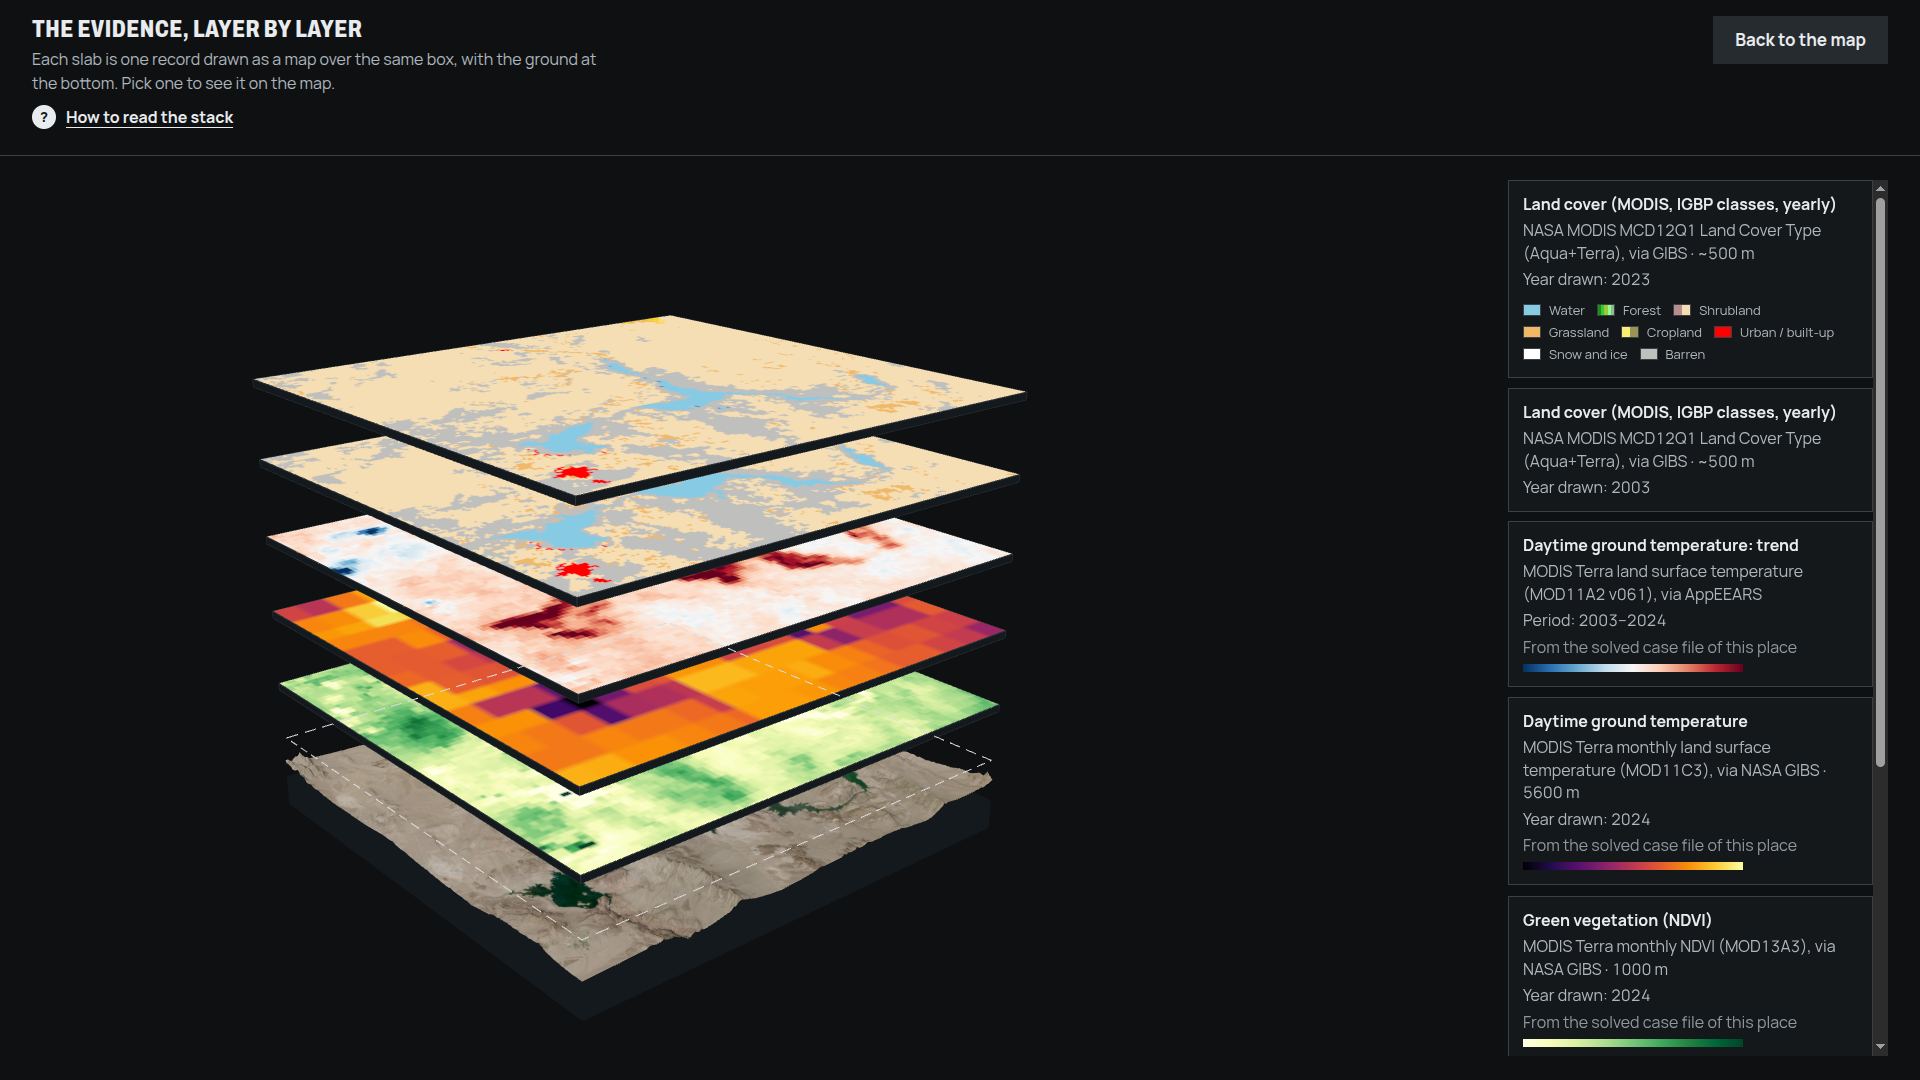 THE EVIDENCE, LAYER BY LAYER
Each slab is one record drawn as a map over the same box, with the ground at
the bottom. Pick one to see it on the map.
? How to read the stack
Back to the map
Land cover (MODIS, IGBP classes, yearly)
NASA MODIS MCD12Q1 Land Cover Type
(Aqua+Terra), via GIBS · ~500 m
Year drawn: 2023
Water Forest Shrubland
Grassland Cropland Urban / built-up
Snow and ice Barren
Land cover (MODIS, IGBP classes, yearly)
NASA MODIS MCD12Q1 Land Cover Type
(Aqua+Terra), via GIBS · ~500 m
Year drawn: 2003
Daytime ground temperature: trend
MODIS Terra land surface temperature
(MOD11A2 v061), via AppEEARS
Period: 2003–2024
From the solved case file of this place
Daytime ground temperature
MODIS Terra monthly land surface
temperature (MOD11C3), via NASA GIBS ·
5600 m
Year drawn: 2024
From the solved case file of this place
Green vegetation (NDVI)
MODIS Terra monthly NDVI (MOD13A3), via
NASA GIBS · 1000 m
Year drawn: 2024
From the solved case file of this place